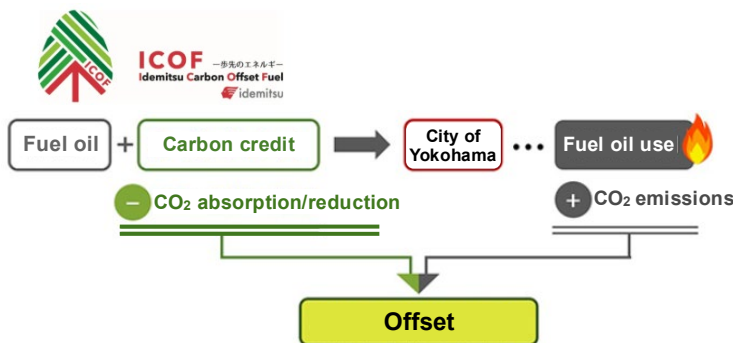 ICOF
ICOF 一歩先のエネルギー
Idemitsu Carbon Offset Fuel
idemitsu
Fuel oil + Carbon credit
City of
Yokohama
••• Fuel oil use
− CO₂ absorption/reduction
+ CO₂ emissions
Offset